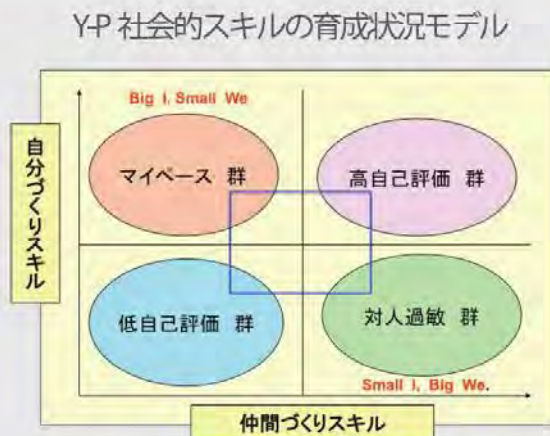 Y-P 社会的スキルの育成状況モデル
Big I, Small We
自分づくりスキル
マイペース 群
高自己評価 群
低自己評価 群
対人過敏 群
Small I, Big We.
仲間づくりスキル